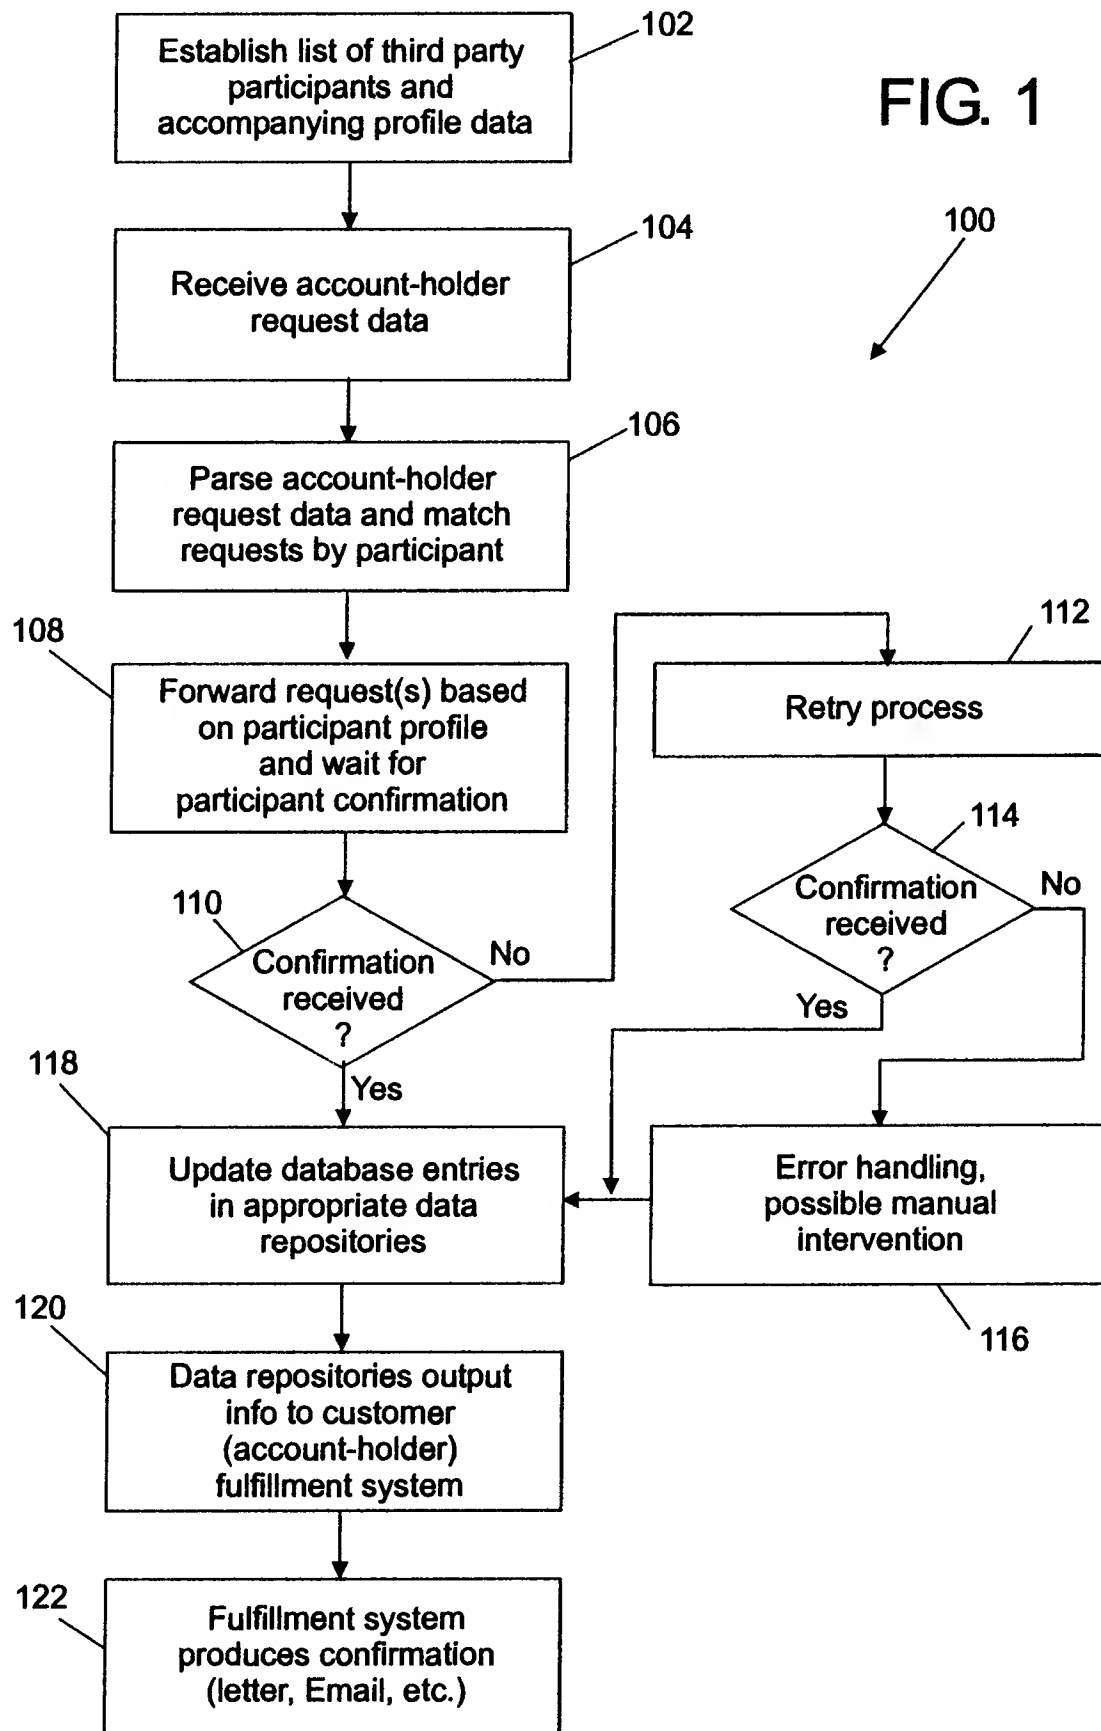 FIG. 1
100
102
Establish list of third party
participants and
accompanying profile data
104
Receive account-holder
request data
106
Parse account-holder
request data and match
requests by participant
108
Forward request(s) based
on participant profile
and wait for
participant confirmation
110
Confirmation
received
?
No
Yes
112
Retry process
114
Confirmation
received
?
No
Yes
116
Error handling,
possible manual
intervention
118
Update database entries
in appropriate data
repositories
120
Data repositories output
info to customer
(account-holder)
fulfillment system
122
Fulfillment system
produces confirmation
(letter, Email, etc.)